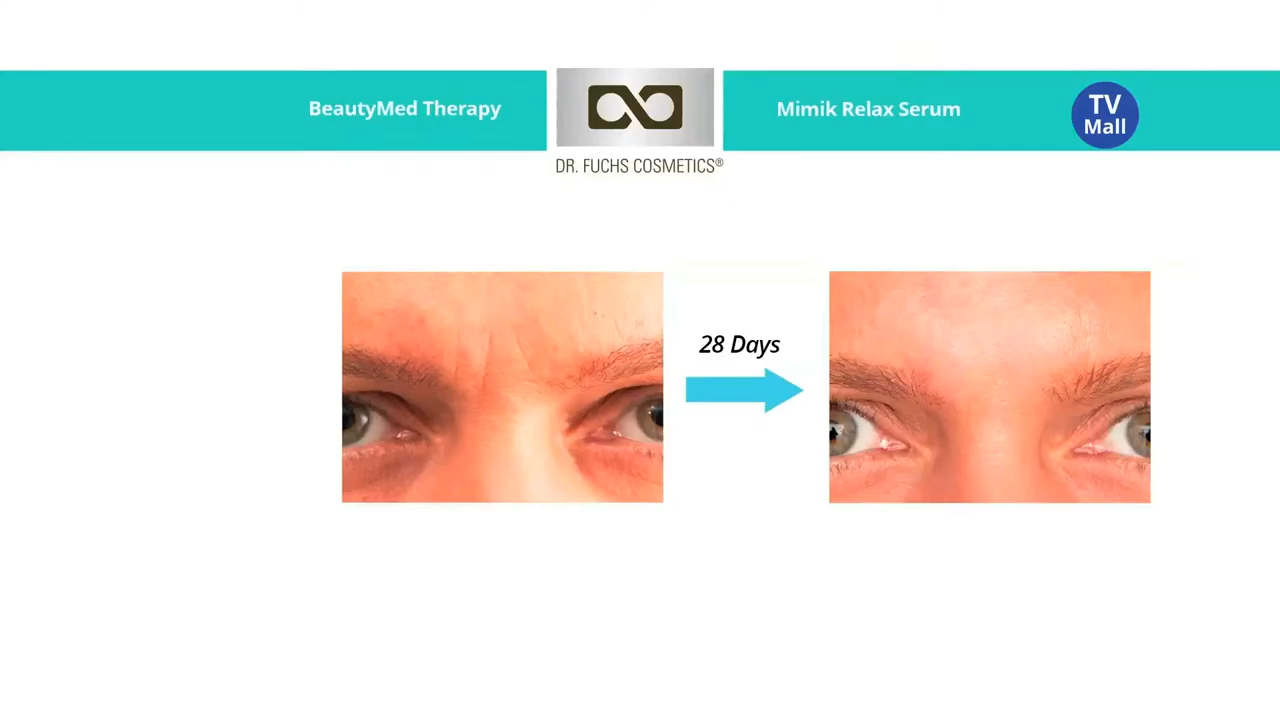 BeautyMed Therapy
Mimik Relax Serum
TV
Mall
DR. FUCHS COSMETICS®
28 Days